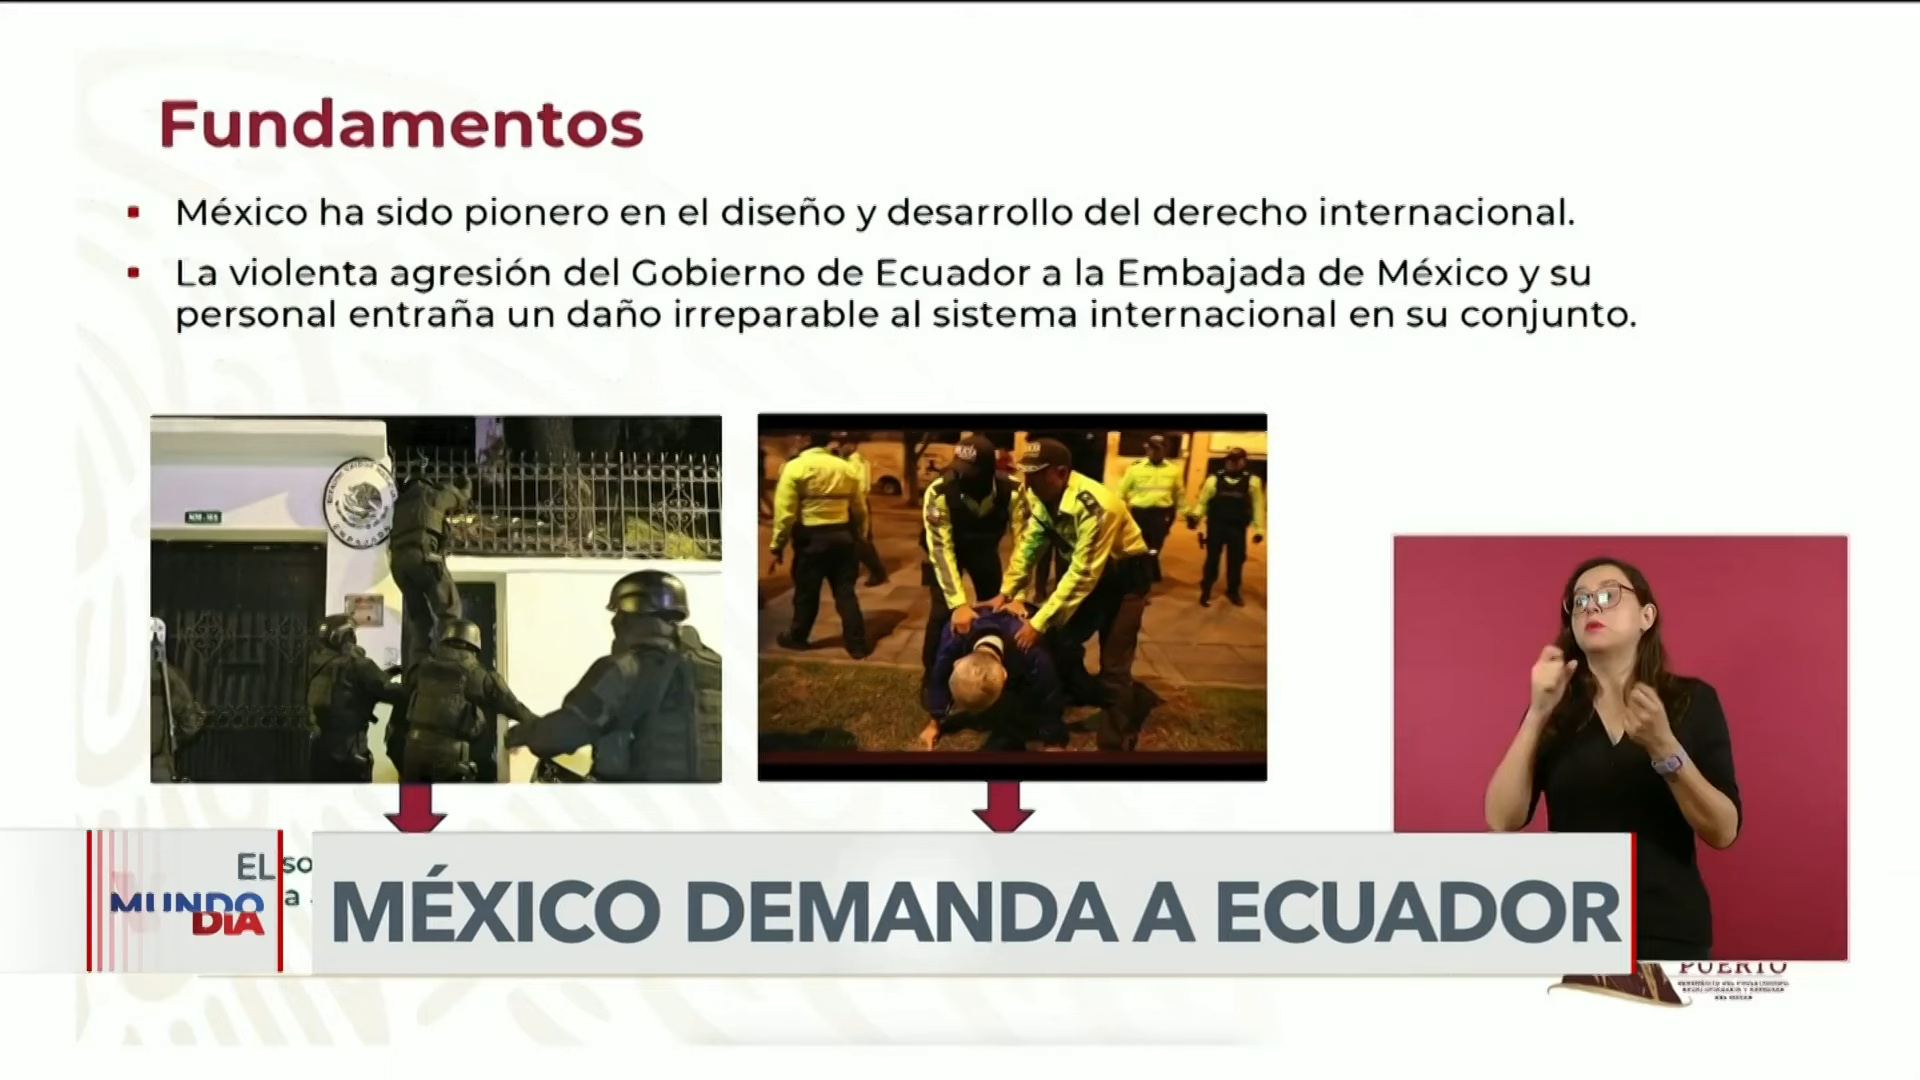 Fundamentos
México ha sido pionero en el diseño y desarrollo del derecho internacional.
La violenta agresión del Gobierno de Ecuador a la Embajada de México y su
personal entraña un daño irreparable al sistema internacional en su conjunto.
EL
MUNDO
DIA
MÉXICO DEMANDA A ECUADOR
PUERTO